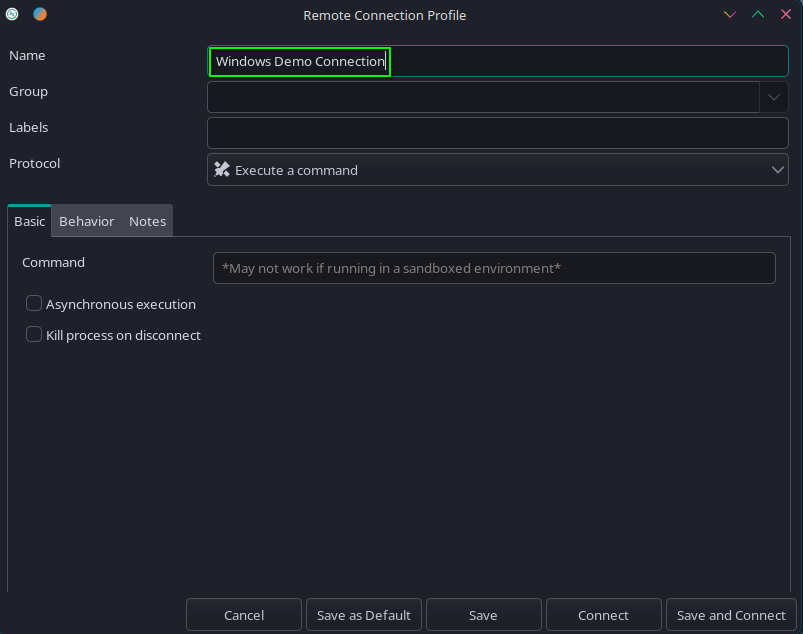 Remote Connection Profile
Name
Windows Demo Connection
Group
Labels
Protocol
Execute a command
Basic Behavior Notes
Command
*May not work if running in a sandboxed environment*
Asynchronous execution
Kill process on disconnect
Cancel Save as Default Save Connect Save and Connect